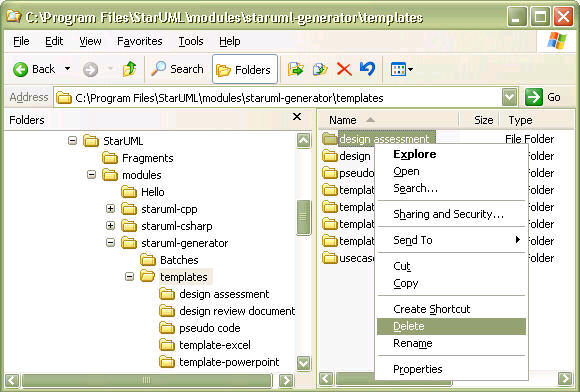 C:\Program Files\StarUML\modules\staruml-generator\templates
File Edit View Favorites Tools Help
Back Search Folders
Address C:\Program Files\StarUML\modules\staruml-generator\templates Go
Folders
StarUML
Fragments
modules
Hello
staruml-cpp
staruml-csharp
staruml-generator
Batches
templates
design assessment
design review document
pseudo code
template-excel
template-powerpoint
Name Size Type
design assessment File Folder
design Folder
pseudo Folder
templat Folder
templat Folder
templat Folder
usecase Folder
Explore
Open
Search...
Sharing and Security...
Send To
Cut
Copy
Create Shortcut
Delete
Rename
Properties